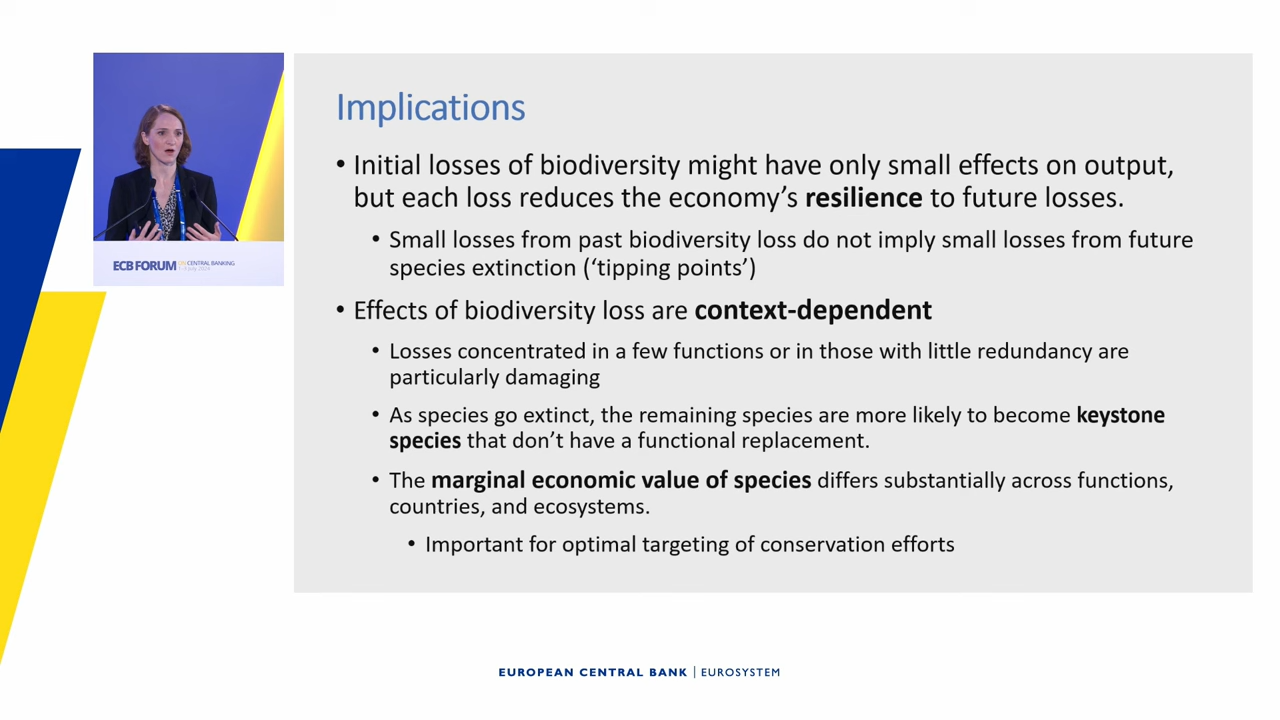 Implications
• Initial losses of biodiversity might have only small effects on output,
but each loss reduces the economy’s resilience to future losses.
• Small losses from past biodiversity loss do not imply small losses from future
species extinction (‘tipping points’)
• Effects of biodiversity loss are context-dependent
• Losses concentrated in a few functions or in those with little redundancy are
particularly damaging
• As species go extinct, the remaining species are more likely to become keystone
species that don’t have a functional replacement.
• The marginal economic value of species differs substantially across functions,
countries, and ecosystems.
• Important for optimal targeting of conservation efforts
ECB FORUM
CENTRAL BANKING
EUROPEAN CENTRAL BANK | EUROSYSTEM